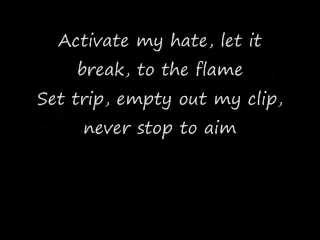 Activate my hate, let it
break, to the flame
Set trip, empty out my clip,
never stop to aim